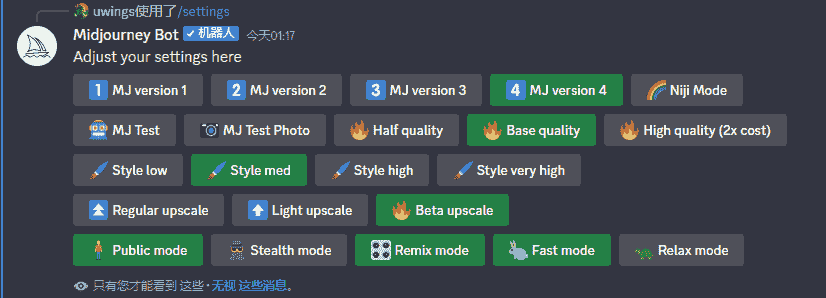 uwings使用了/settings
Midjourney Bot ✓机器人 今天01:17
Adjust your settings here
1 MJ version 1 2 MJ version 2 3 MJ version 3 4 MJ version 4 Niji Mode
MJ Test MJ Test Photo Half quality Base quality High quality (2x cost)
Style low Style med Style high Style very high
Regular upscale Light upscale Beta upscale
Public mode Stealth mode Remix mode Fast mode Relax mode
只有您才能看到 这些 · 无视 这些消息。